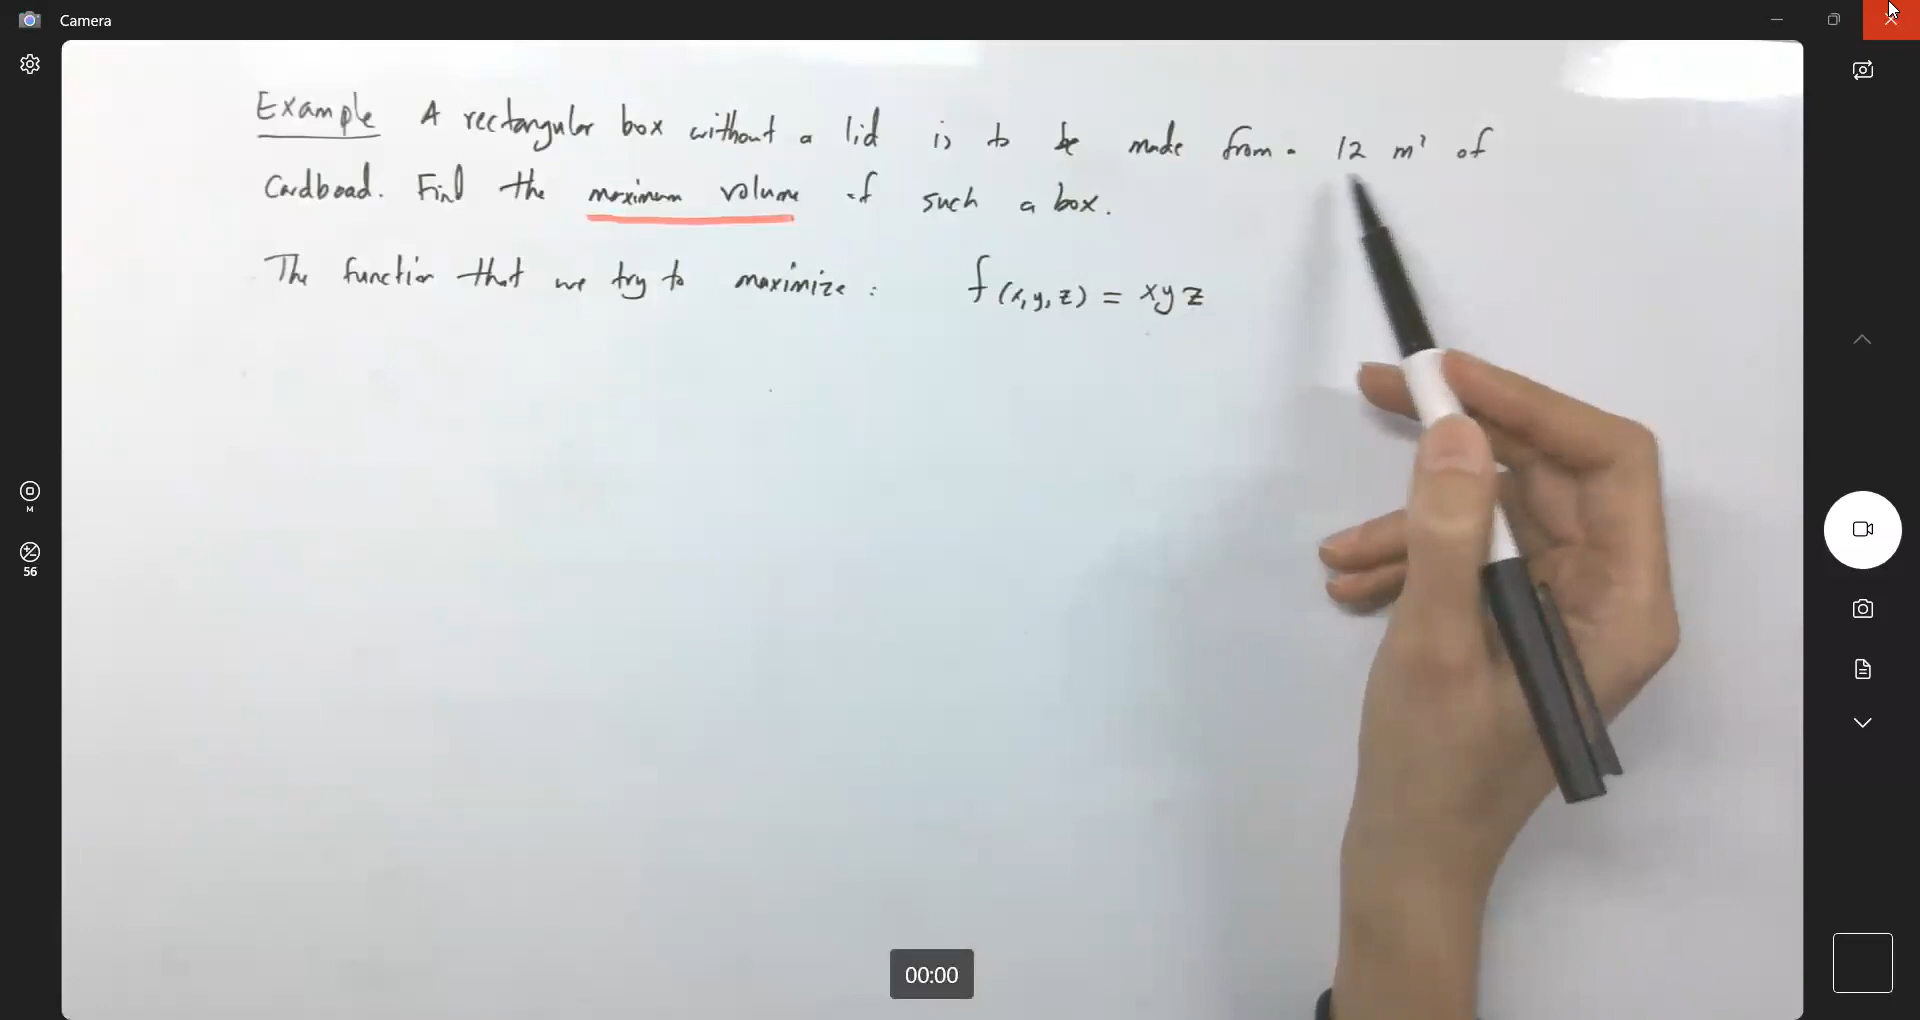 Camera
Example A rectangular box without a lid is to be made from a 12 m² of
Cardboad. Find the maximum volume of such a box.
The function that we try to maximize : f(x,y,z) = xyz
M
56
00:00